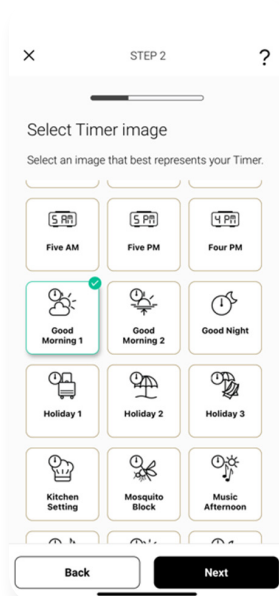 STEP 2
?
Select Timer image
Select an image that best represents your Timer.
5 AM
5 PM
4 PM
Five AM
Five PM
Four PM
Good
Morning 1
Good
Morning 2
Good Night
Holiday 1
Holiday 2
Holiday 3
Kitchen
Setting
Mosquito
Block
Music
Afternoon
Back
Next